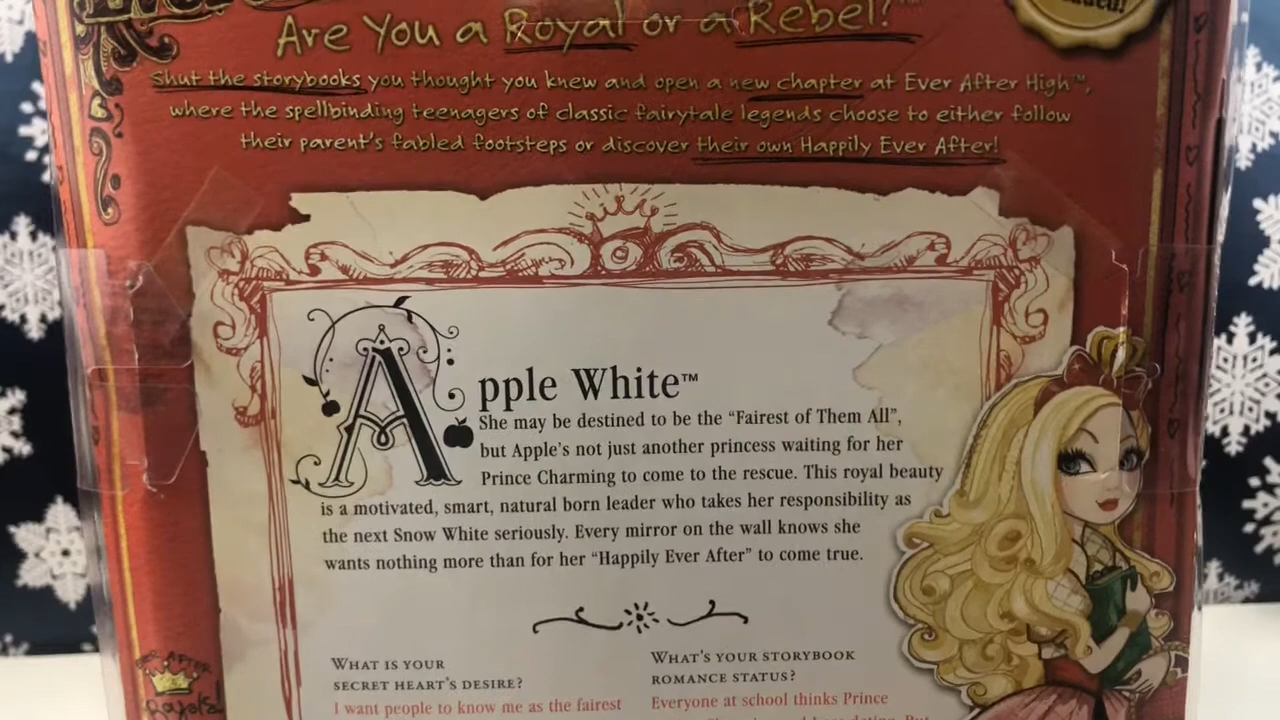 Are You a Royal or a Rebel?™
Shut the storybooks you thought you knew and open a new chapter at Ever After High™,
where the spellbinding teenagers of classic fairytale legends choose to either follow
their parent's fabled footsteps or discover their own Happily Ever After!
Apple White™
She may be destined to be the “Fairest of Them All”,
but Apple's not just another princess waiting for her
Prince Charming to come to the rescue. This royal beauty
is a motivated, smart, natural born leader who takes her responsibility as
the next Snow White seriously. Every mirror on the wall knows she
wants nothing more than for her “Happily Ever After” to come true.
WHAT IS YOUR
SECRET HEART'S DESIRE?
I want people to know me as the fairest
WHAT'S YOUR STORYBOOK
ROMANCE STATUS?
Everyone at school thinks Prince
EVER AFTER
Royals!